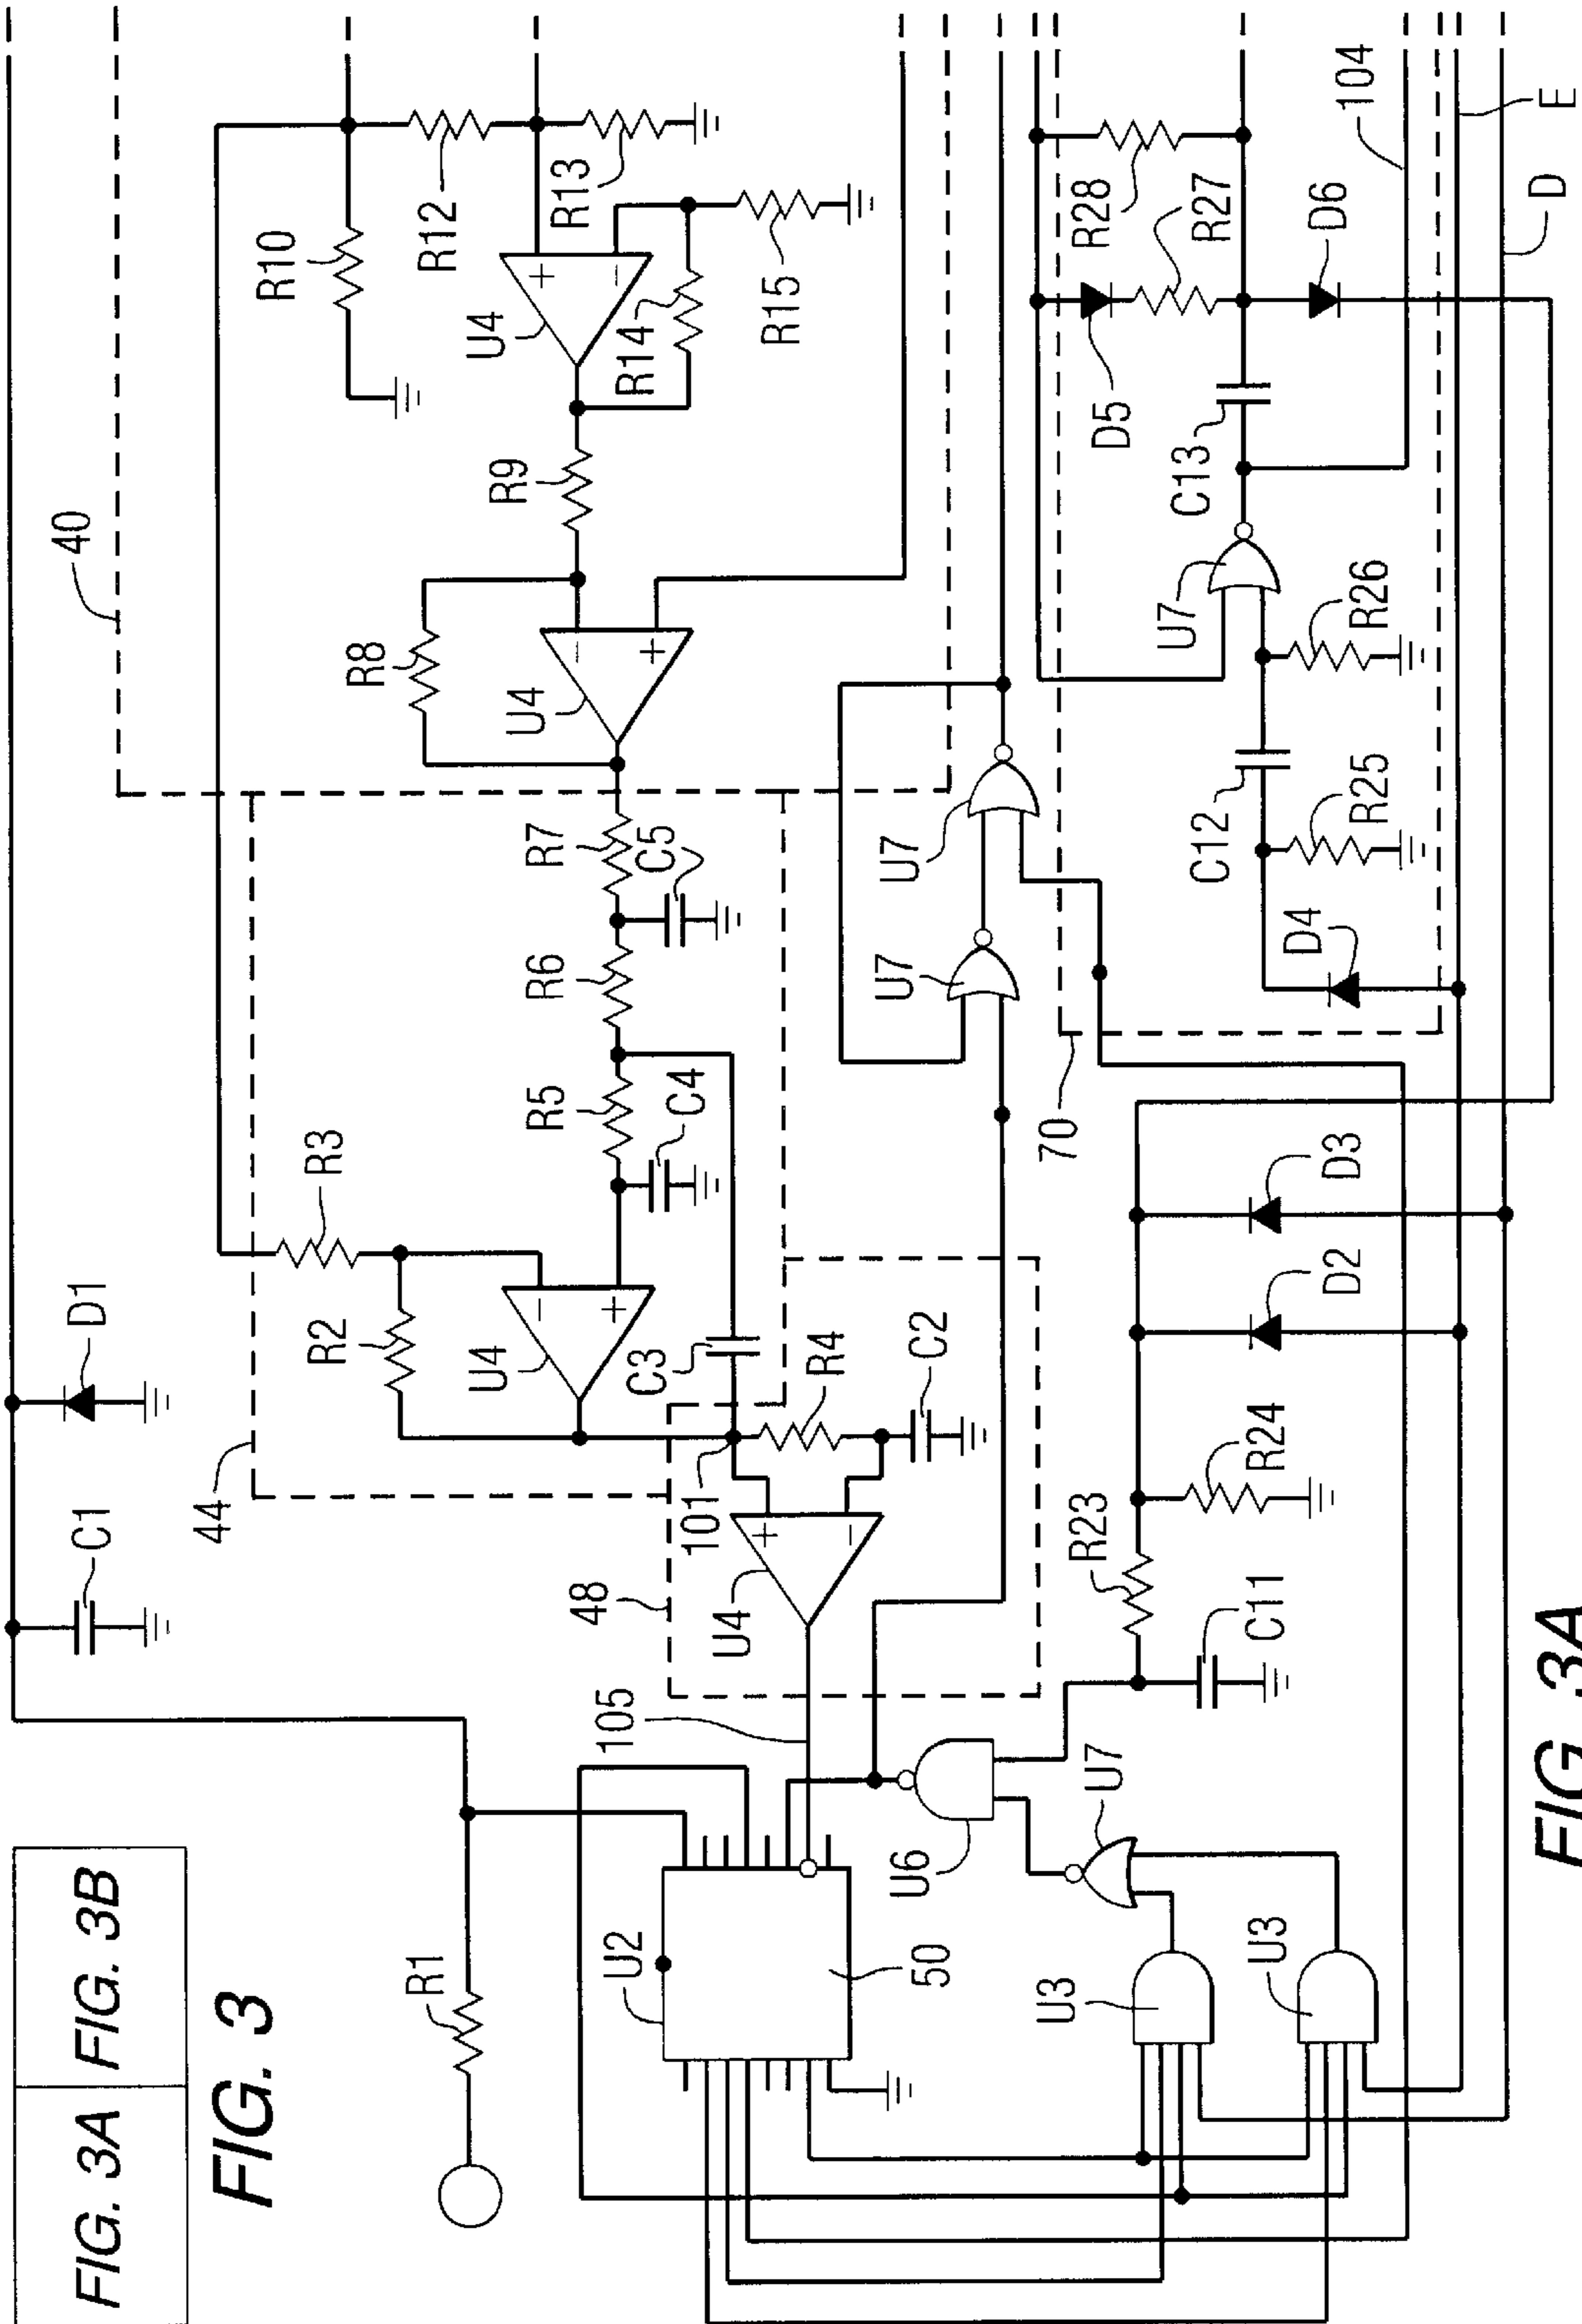 FIG. 3A FIG. 3B
FIG. 3
R1
C1
D1
40
44
R10
R12
R13
U4
R14
R15
R9
R8
U4
R7
C5
R6
R5
C4
R3
R2
U4
C3
R4
C2
101
48
U4
105
U2
50
U6
U7
U3
U3
R23
C11
R24
D2
D3
70
U7
U7
D4
C12
R25
U7
R26
C13
D5
R28
R27
D6
104
E
D
+
−
−
+
−
+
+
−
FIG. 3A